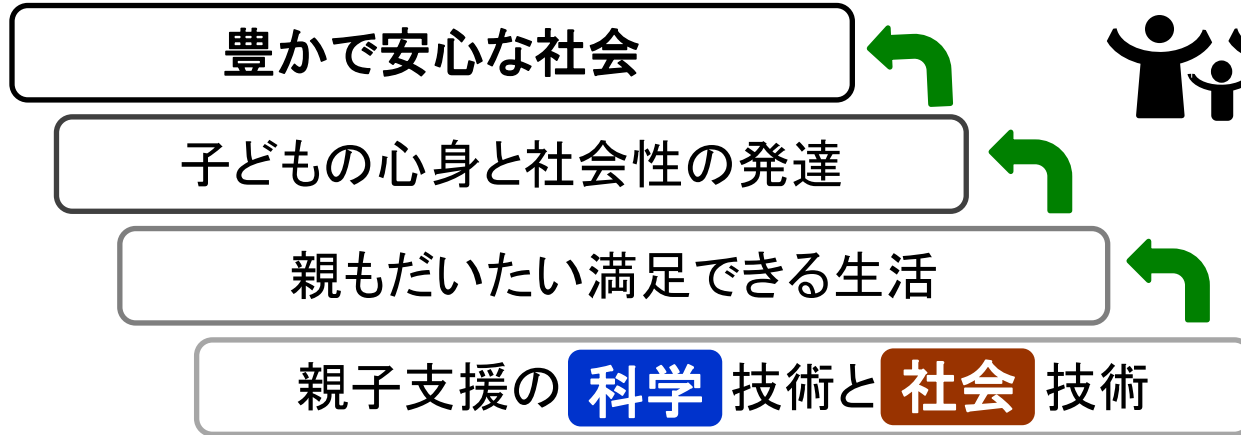 豊かで安心な社会
子どもの心身と社会性の発達
親もだいたい満足できる生活
親子支援の科学技術と社会技術